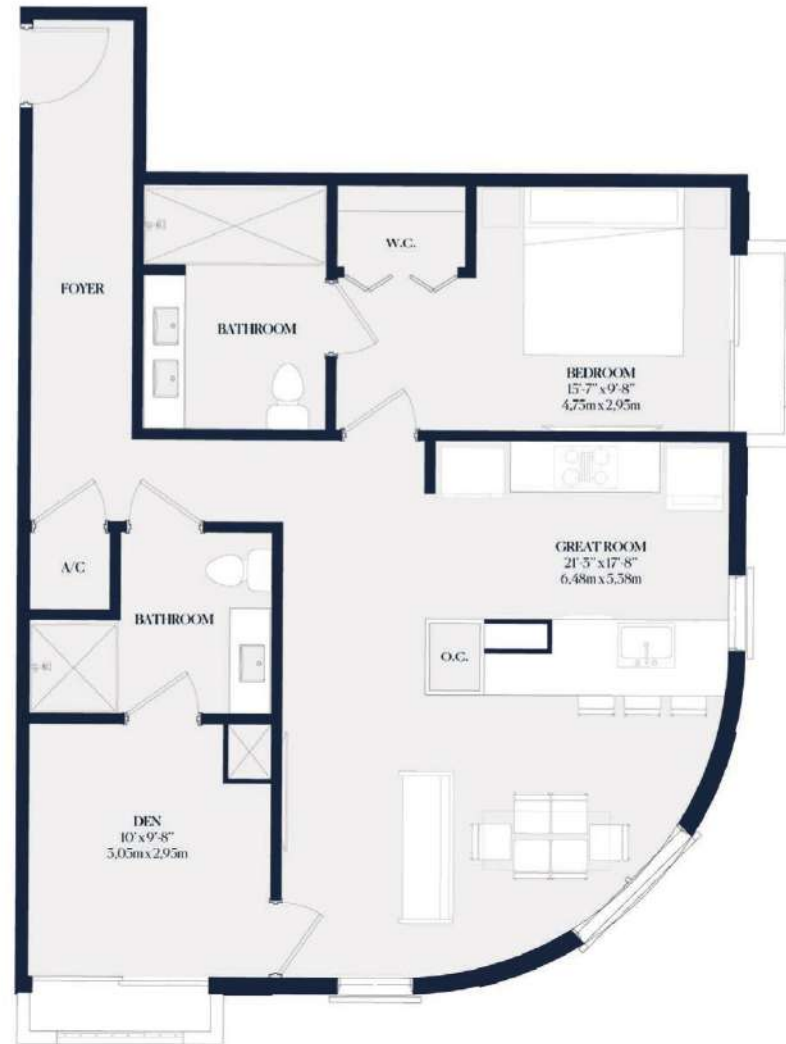 FOYER
W.C.
BATHROOM
BEDROOM
15'-7" x 9'-8"
4,75m x 2,95m
GREAT ROOM
21'-3" x 17'-8"
6,48m x 5,38m
A/C
BATHROOM
O.C.
DEN
10' x 9'-8"
3,05m x 2,95m